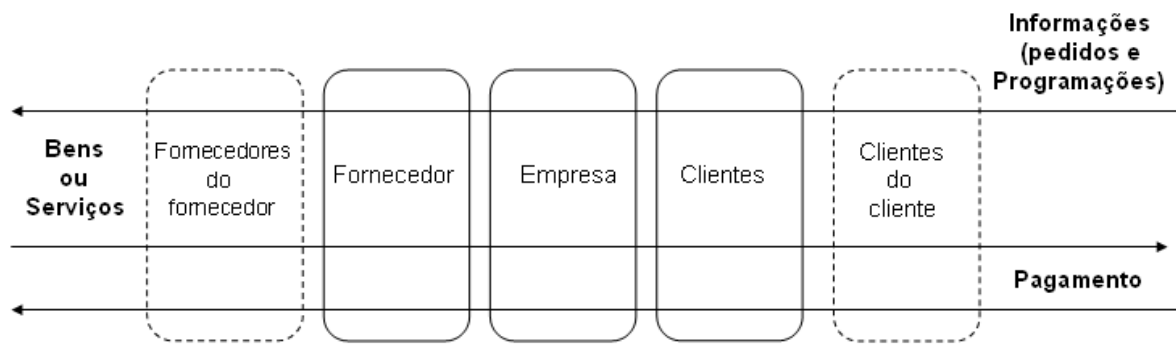 Informações
(pedidos e
Programações)
Bens
ou
Serviços
Fornecedores
do
fornecedor
Fornecedor
Empresa
Clientes
Clientes
do
cliente
Pagamento